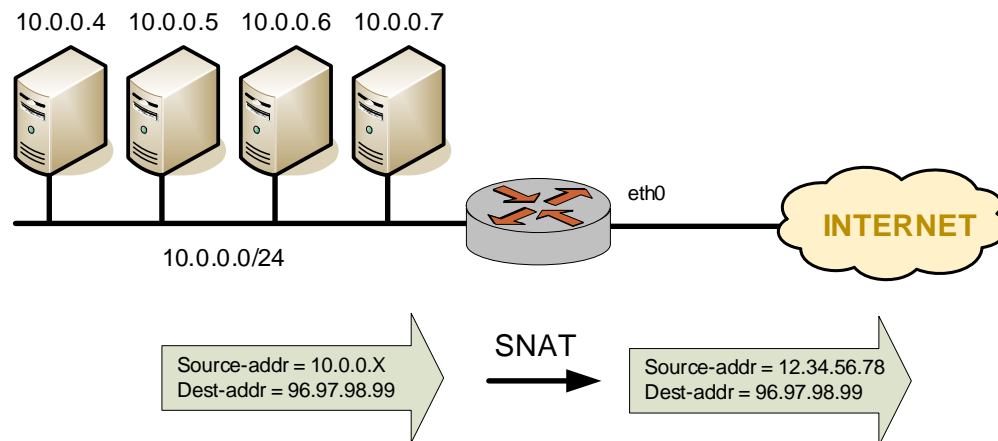 10.0.0.4
10.0.0.5
10.0.0.6
10.0.0.7
eth0
INTERNET
10.0.0.0/24
Source-addr = 10.0.0.X
Dest-addr = 96.97.98.99
SNAT
Source-addr = 12.34.56.78
Dest-addr = 96.97.98.99